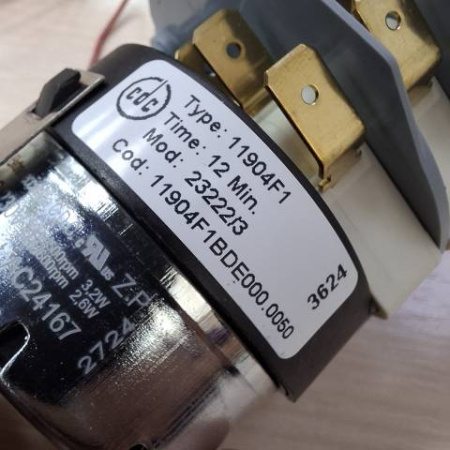 cdc
Type: 11904F1
Time: 12 Min.
Mod: 23222/3
Cod: 11904F1BDE000.0050
3624
3.2W
2.6W
C24167
2724